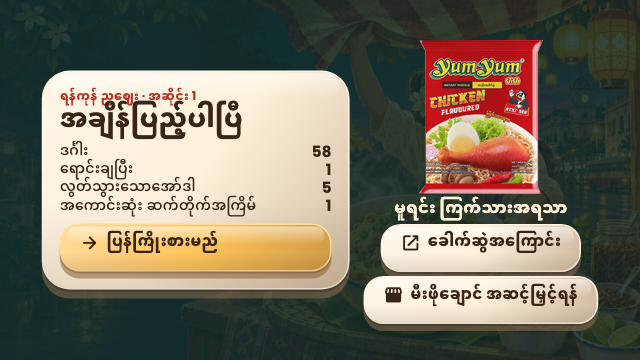 ရန်ကုန် ညဈေး · အဆိုင်း 1
အချိန်ပြည့်ပါပြီ
ဒင်္ဂါး 58
ရောင်းချပြီး 1
လွတ်သွားသောအော်ဒါ 5
အကောင်းဆုံး ဆက်တိုက်အကြိမ် 1
ပြန်ကြိုးစားမည်
YumYum
CHICKEN
FLAVOURED
မူရင်း ကြက်သားအရသာ
ခေါက်ဆွဲအကြောင်း
မီးဖိုချောင် အဆင့်မြှင့်ရန်